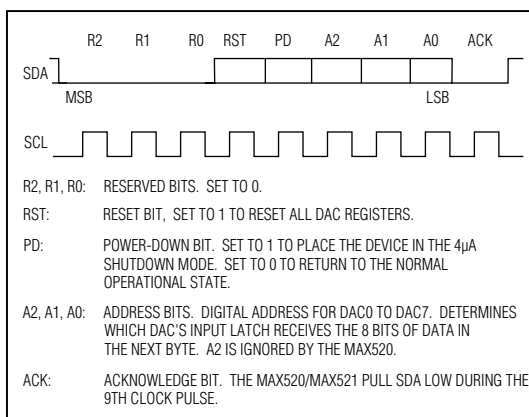 R2 R1 R0 RST PD A2 A1 A0 ACK
SDA
MSB LSB
SCL
R2, R1, R0: RESERVED BITS. SET TO 0.
RST: RESET BIT, SET TO 1 TO RESET ALL DAC REGISTERS.
PD: POWER-DOWN BIT. SET TO 1 TO PLACE THE DEVICE IN THE 4µA
SHUTDOWN MODE. SET TO 0 TO RETURN TO THE NORMAL
OPERATIONAL STATE.
A2, A1, A0: ADDRESS BITS. DIGITAL ADDRESS FOR DAC0 TO DAC7. DETERMINES
WHICH DAC'S INPUT LATCH RECEIVES THE 8 BITS OF DATA IN
THE NEXT BYTE. A2 IS IGNORED BY THE MAX520.
ACK: ACKNOWLEDGE BIT. THE MAX520/MAX521 PULL SDA LOW DURING THE
9TH CLOCK PULSE.